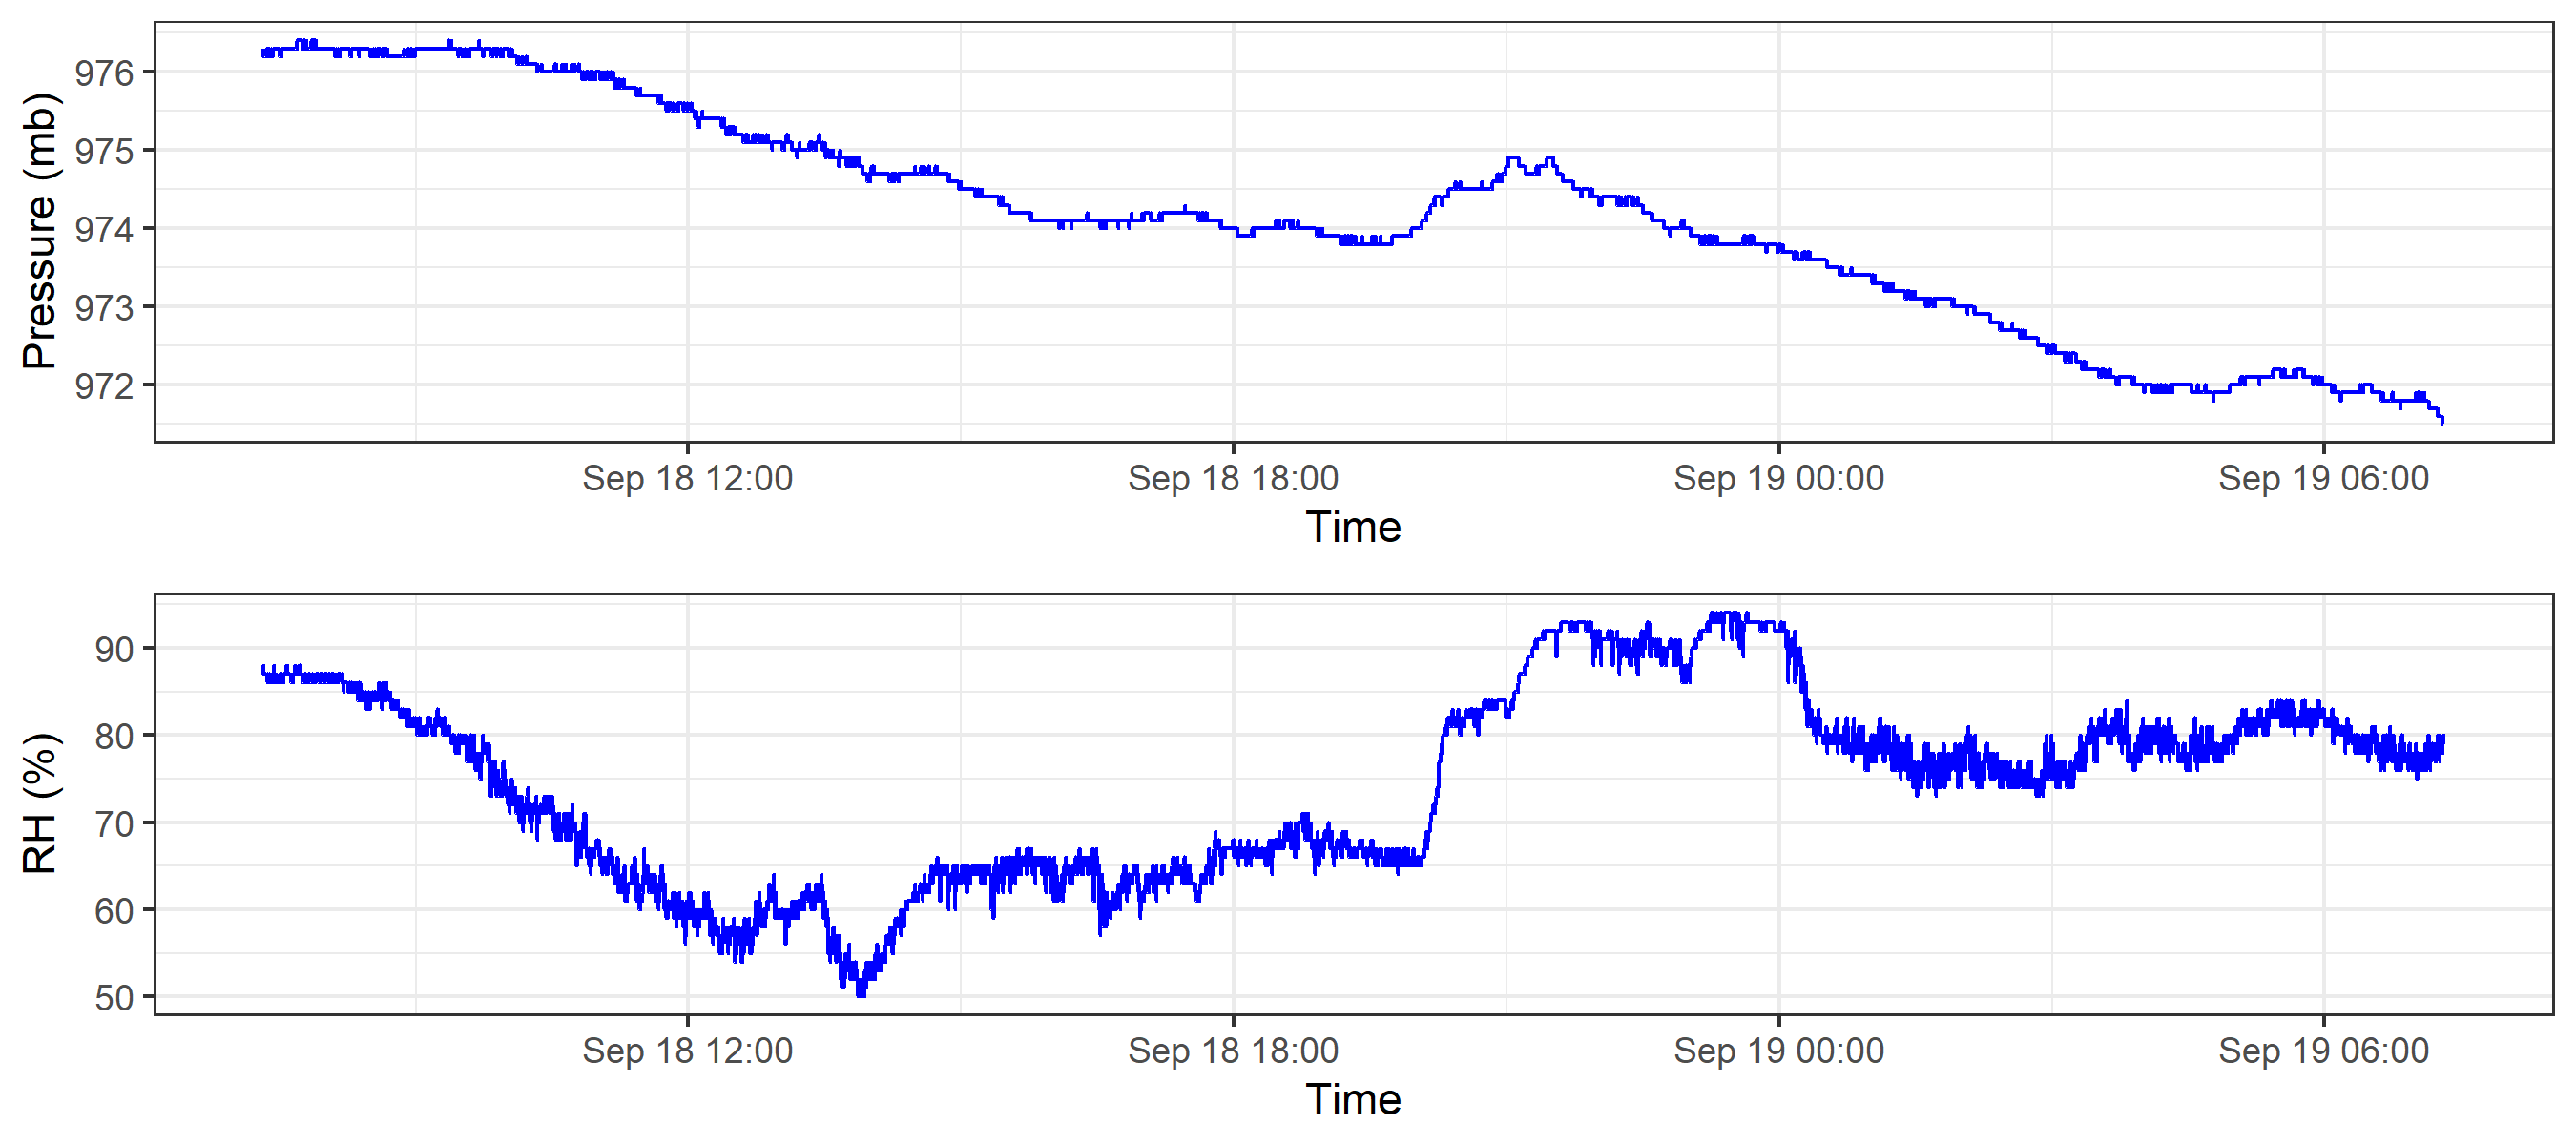 Pressure (mb)
976
975
974
973
972
Sep 18 12:00
Sep 18 18:00
Sep 19 00:00
Sep 19 06:00
Time
RH (%)
90
80
70
60
50
Sep 18 12:00
Sep 18 18:00
Sep 19 00:00
Sep 19 06:00
Time